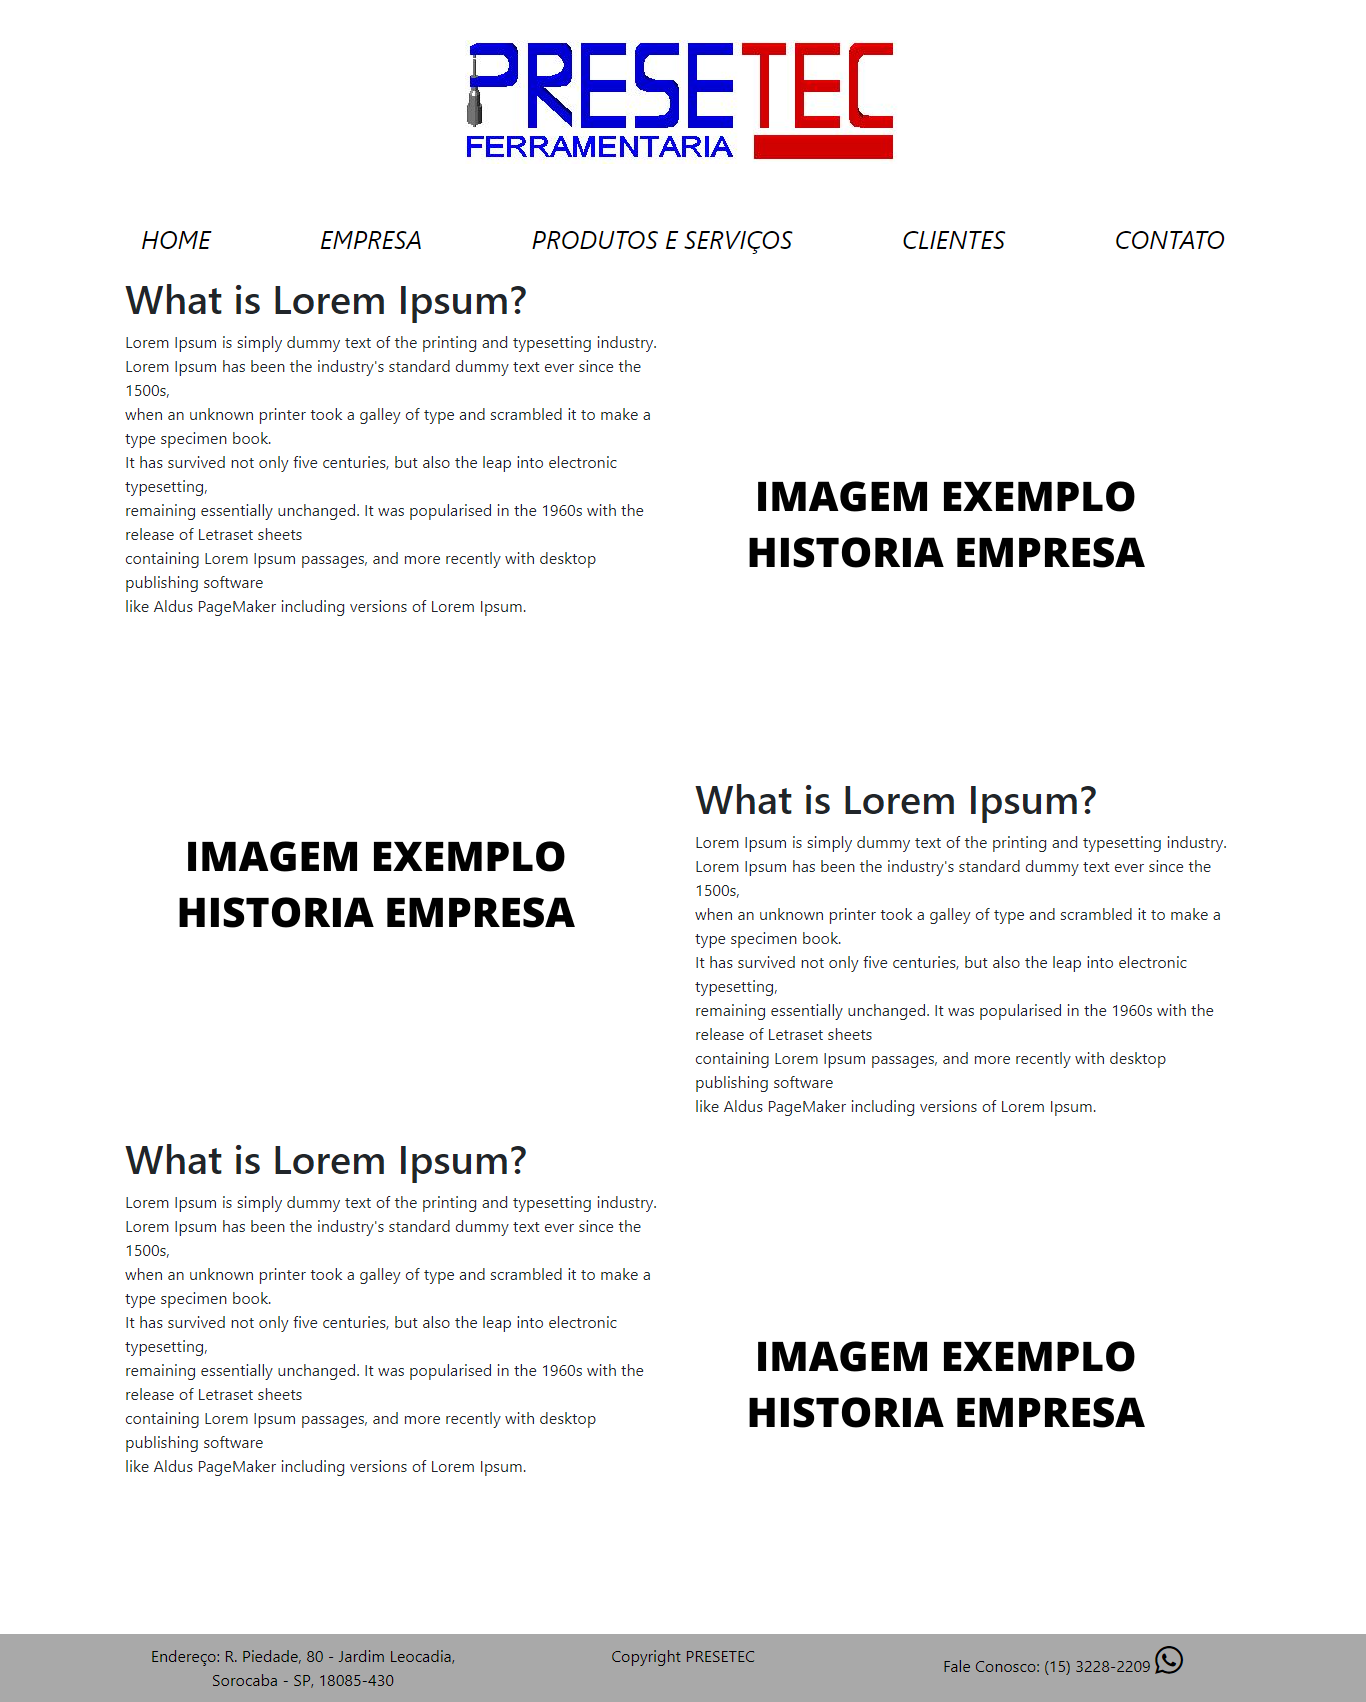 PRESETEC
FERRAMENTARIA
HOME EMPRESA PRODUTOS E SERVIÇOS CLIENTES CONTATO
What is Lorem Ipsum?
Lorem Ipsum is simply dummy text of the printing and typesetting industry.
Lorem Ipsum has been the industry's standard dummy text ever since the
1500s,
when an unknown printer took a galley of type and scrambled it to make a
type specimen book.
It has survived not only five centuries, but also the leap into electronic
typesetting,
remaining essentially unchanged. It was popularised in the 1960s with the
release of Letraset sheets
containing Lorem Ipsum passages, and more recently with desktop
publishing software
like Aldus PageMaker including versions of Lorem Ipsum.
IMAGEM EXEMPLO
HISTORIA EMPRESA
IMAGEM EXEMPLO
HISTORIA EMPRESA
What is Lorem Ipsum?
Lorem Ipsum is simply dummy text of the printing and typesetting industry.
Lorem Ipsum has been the industry's standard dummy text ever since the
1500s,
when an unknown printer took a galley of type and scrambled it to make a
type specimen book.
It has survived not only five centuries, but also the leap into electronic
typesetting,
remaining essentially unchanged. It was popularised in the 1960s with the
release of Letraset sheets
containing Lorem Ipsum passages, and more recently with desktop
publishing software
like Aldus PageMaker including versions of Lorem Ipsum.
What is Lorem Ipsum?
Lorem Ipsum is simply dummy text of the printing and typesetting industry.
Lorem Ipsum has been the industry's standard dummy text ever since the
1500s,
when an unknown printer took a galley of type and scrambled it to make a
type specimen book.
It has survived not only five centuries, but also the leap into electronic
typesetting,
remaining essentially unchanged. It was popularised in the 1960s with the
release of Letraset sheets
containing Lorem Ipsum passages, and more recently with desktop
publishing software
like Aldus PageMaker including versions of Lorem Ipsum.
IMAGEM EXEMPLO
HISTORIA EMPRESA
Endereço: R. Piedade, 80 - Jardim Leocadia,
Sorocaba - SP, 18085-430
Copyright PRESETEC
Fale Conosco: (15) 3228-2209